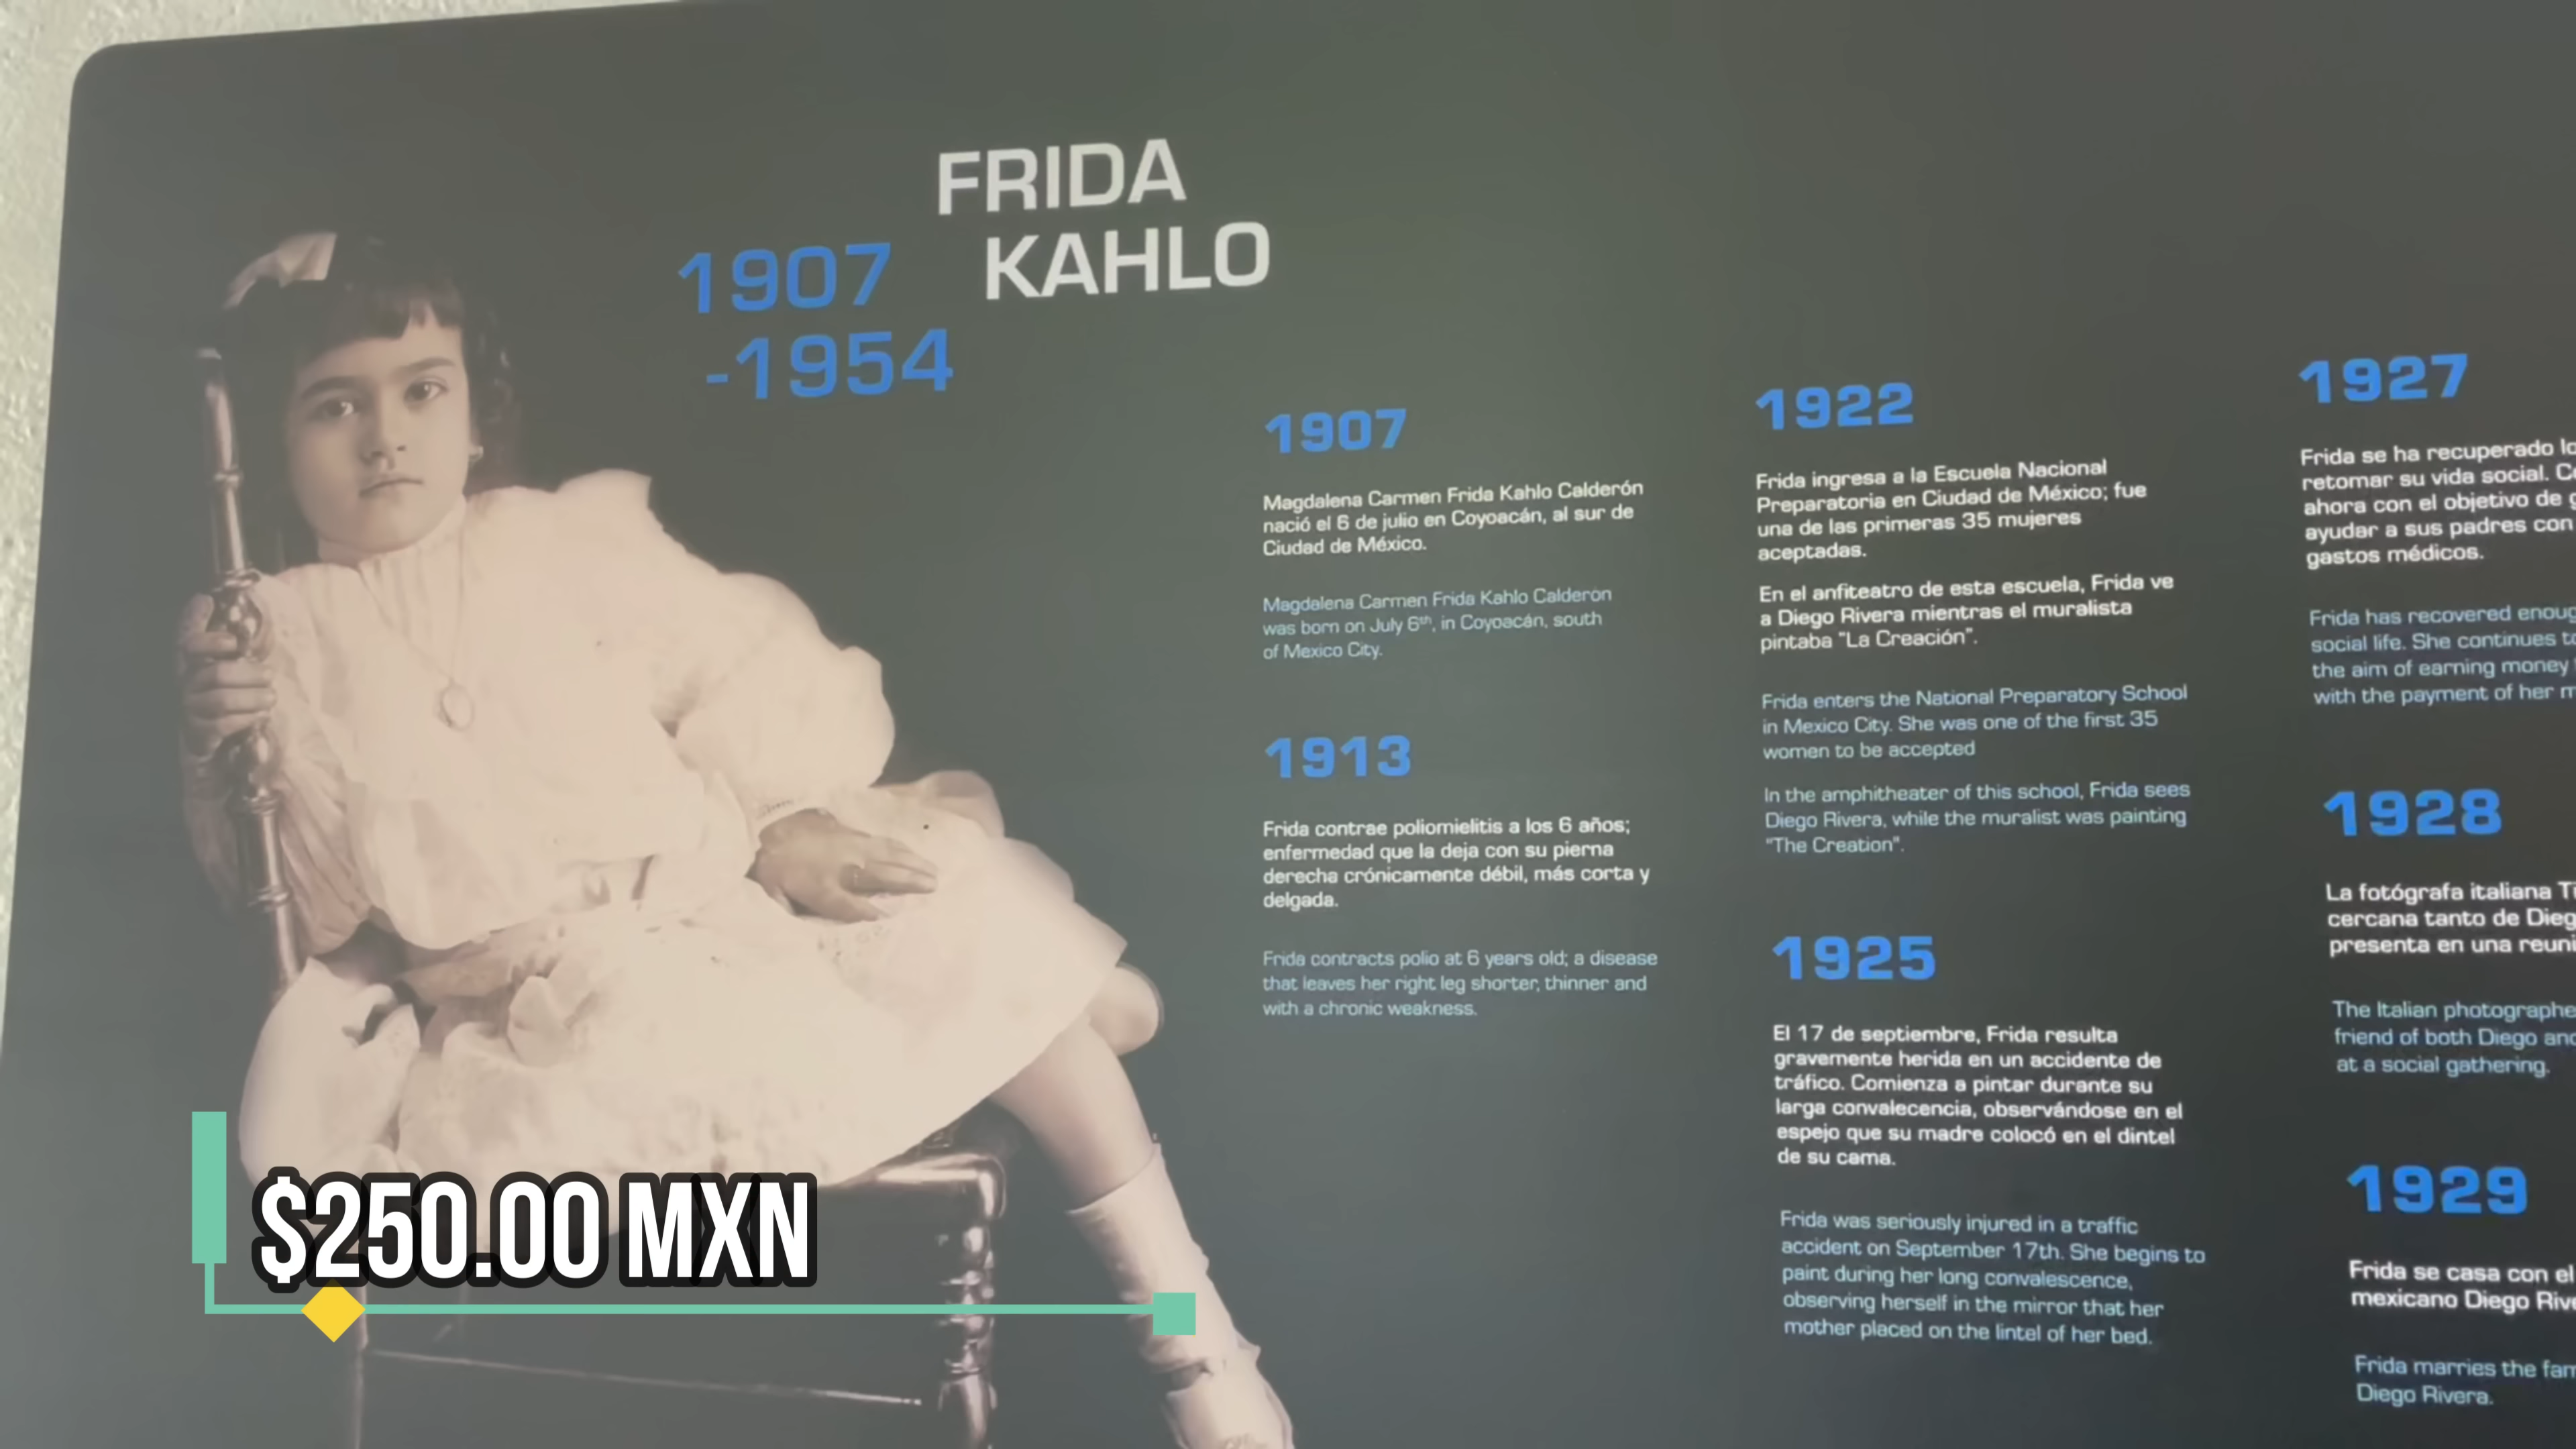 FRIDA
KAHLO
1907
-1954
1907
Magdalena Carmen Frida Kahlo Calderón
nació el 6 de julio en Coyoacán, al sur de
Ciudad de México.
Magdalena Carmen Frida Kahlo Calderón
was born on July 6th, in Coyoacán, south
of Mexico City.
1913
Frida contrae poliomielitis a los 6 años;
enfermedad que la deja con su pierna
derecha crónicamente débil, más corta y
delgada.
Frida contracts polio at 6 years old; a disease
that leaves her right leg shorter, thinner and
with a chronic weakness.
1922
Frida ingresa a la Escuela Nacional
Preparatoria en Ciudad de México; fue
una de las primeras 35 mujeres
aceptadas.
En el anfiteatro de esta escuela, Frida ve
a Diego Rivera mientras el muralista
pintaba "La Creación".
Frida enters the National Preparatory School
in Mexico City. She was one of the first 35
women to be accepted
In the amphitheater of this school, Frida sees
Diego Rivera, while the muralist was painting
"The Creation".
1925
El 17 de septiembre, Frida resulta
gravemente herida en un accidente de
tráfico. Comienza a pintar durante su
larga convalecencia, observándose en el
espejo que su madre colocó en el dintel
de su cama.
Frida was seriously injured in a traffic
accident on September 17th. She begins to
paint during her long convalescence,
observing herself in the mirror that her
mother placed on the lintel of her bed.
1927
Frida se ha recuperado
retomar su vida social.
ahora con el objetivo de
ayudar a sus padres con
gastos médicos.
Frida has recovered
social life. She continues
the aim of earning money
with the payment of her
1928
La fotógrafa italiana
cercana tanto de
presenta en una
The Italian
friend of both Diego
at a social gathering.
1929
Frida se casa con el
mexicano Diego
Frida marries the
Diego Rivera.
$250.00 MXN